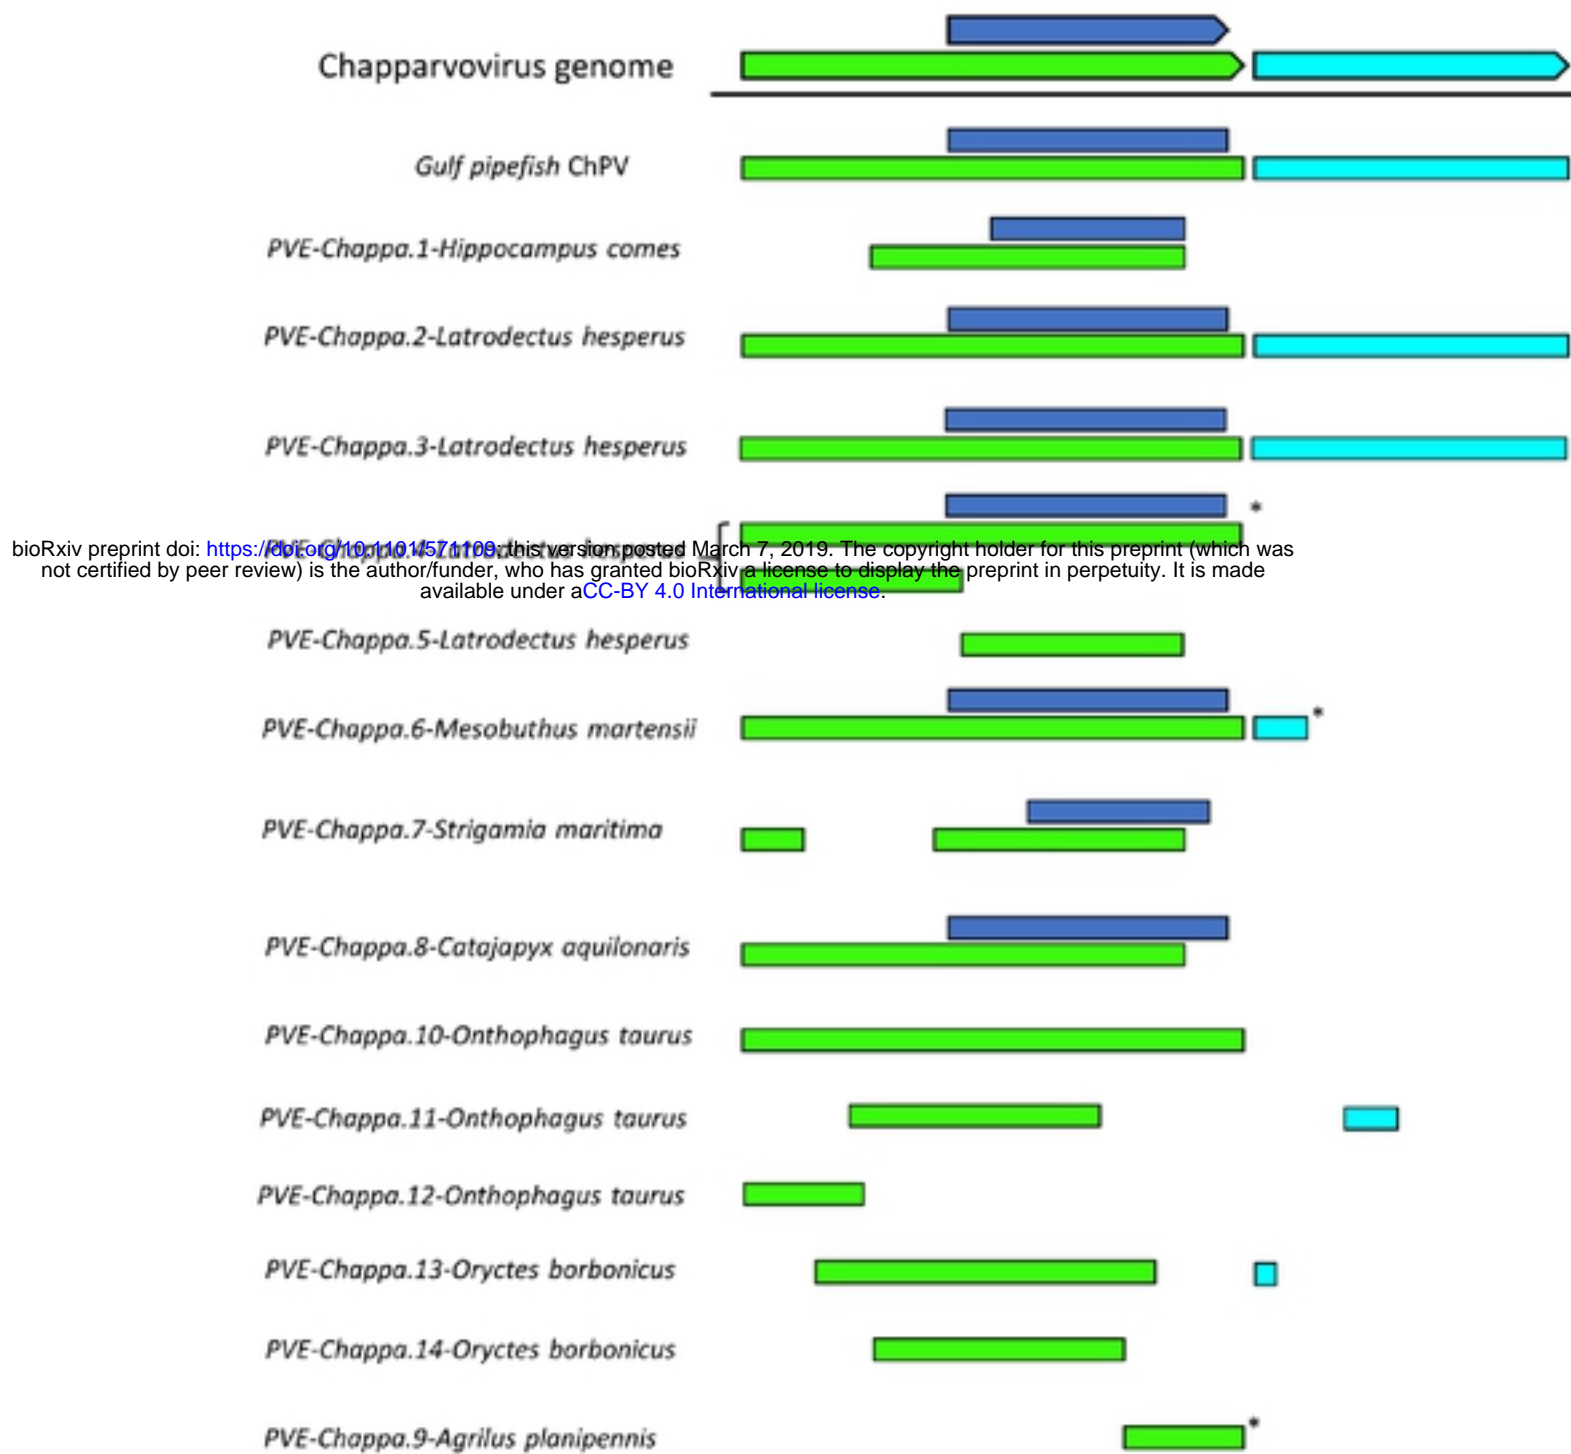 Chapparvovirus genome
Gulf pipefish ChPV
PVE-Chappa.1-Hippocampus comes
PVE-Chappa.2-Latrodectus hesperus
PVE-Chappa.3-Latrodectus hesperus
*
PVE-Chappa.4-Latrodectus hesperus
bioRxiv preprint doi: https://doi.org/10.1101/571109; this version posted March 7, 2019. The copyright holder for this preprint (which was
not certified by peer review) is the author/funder, who has granted bioRxiv a license to display the preprint in perpetuity. It is made
available under aCC-BY 4.0 International license.
PVE-Chappa.5-Latrodectus hesperus
PVE-Chappa.6-Mesobuthus martensii *
PVE-Chappa.7-Strigamia maritima
PVE-Chappa.8-Catajapyx aquilonaris
PVE-Chappa.10-Onthophagus taurus
PVE-Chappa.11-Onthophagus taurus
PVE-Chappa.12-Onthophagus taurus
PVE-Chappa.13-Oryctes borbonicus
PVE-Chappa.14-Oryctes borbonicus
PVE-Chappa.9-Agrilus planipennis *